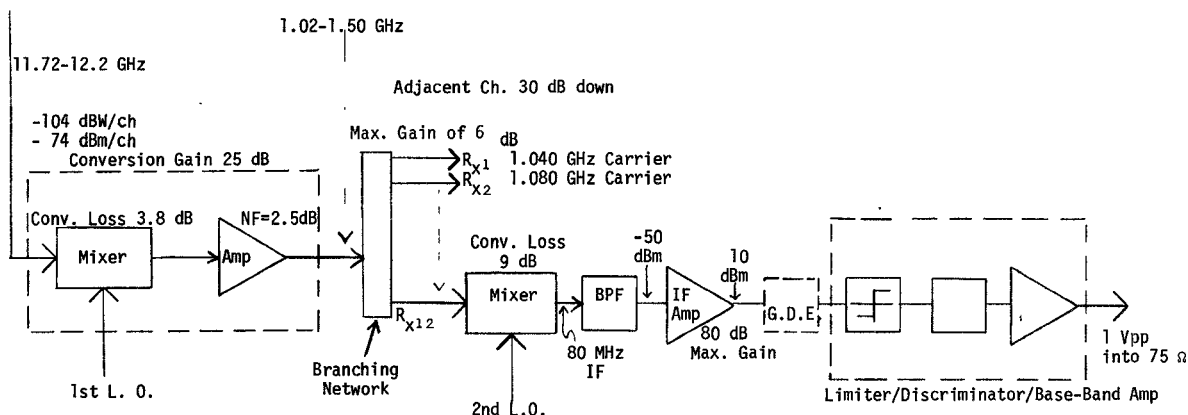 1.02-1.50 GHz
11.72-12.2 GHz
Adjacent Ch. 30 dB down
-104 dBW/ch
- 74 dBm/ch
Max. Gain of 6 dB
Conversion Gain 25 dB
RX1 1.040 GHz Carrier
RX2 1.080 GHz Carrier
Conv. Loss 3.8 dB
NF=2.5dB
Mixer
Amp
Conv. Loss
9 dB
-50
dBm
10
dBm
Mixer
BPF
IF
Amp
G.D.E.
RX12
80 dB
Max. Gain
80 MHz
IF
1 Vpp
into 75 Ω
Branching
Network
1st L. O.
2nd L.O.
Limiter/Discriminator/Base-Band Amp